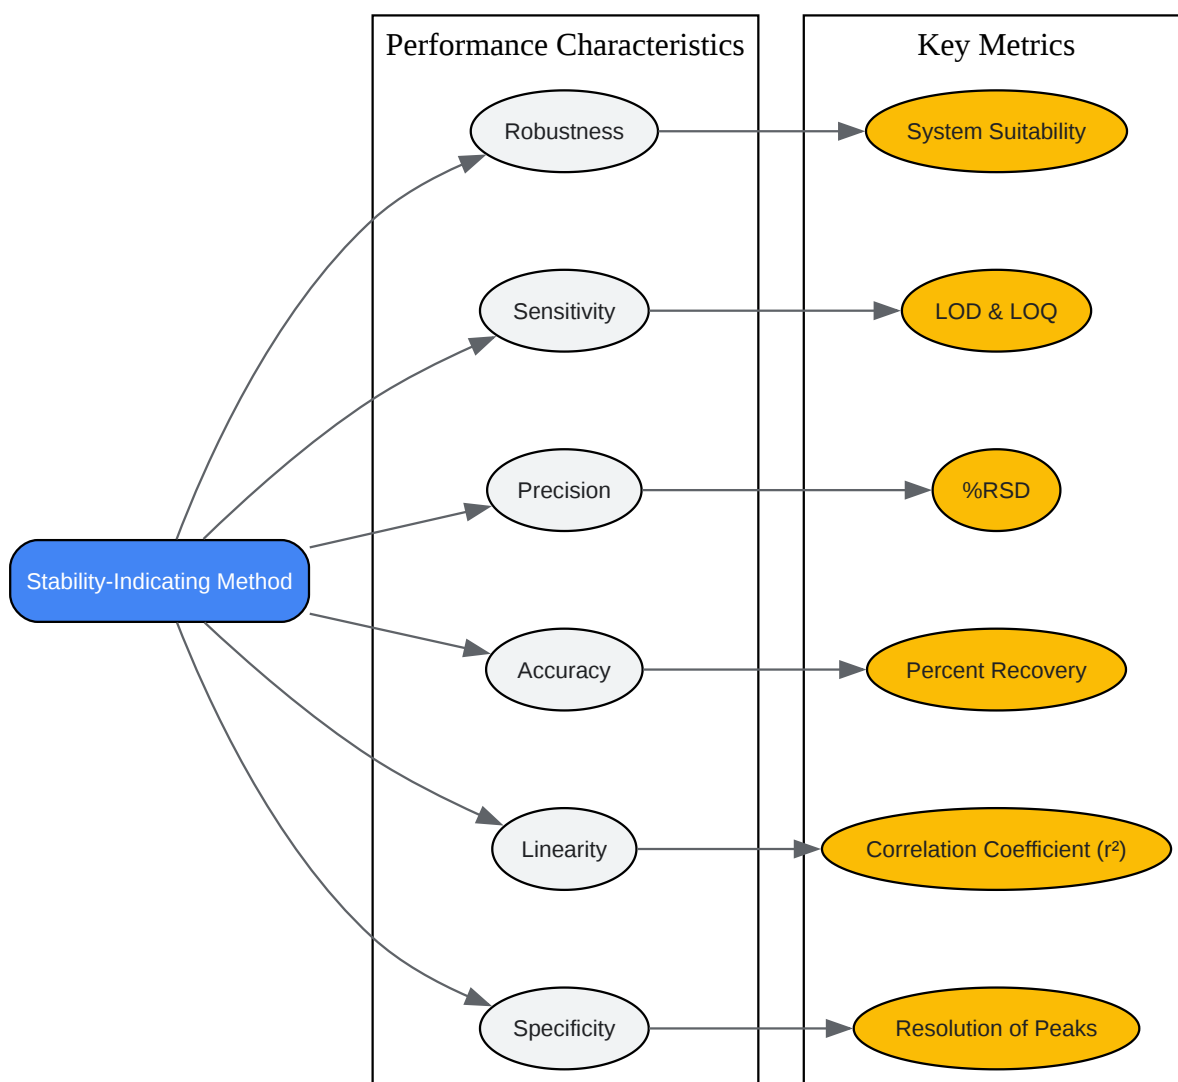 Performance Characteristics
Key Metrics
Robustness
System Suitability
Sensitivity
LOD & LOQ
Precision
%RSD
Stability-Indicating Method
Accuracy
Percent Recovery
Linearity
Correlation Coefficient (r²)
Specificity
Resolution of Peaks